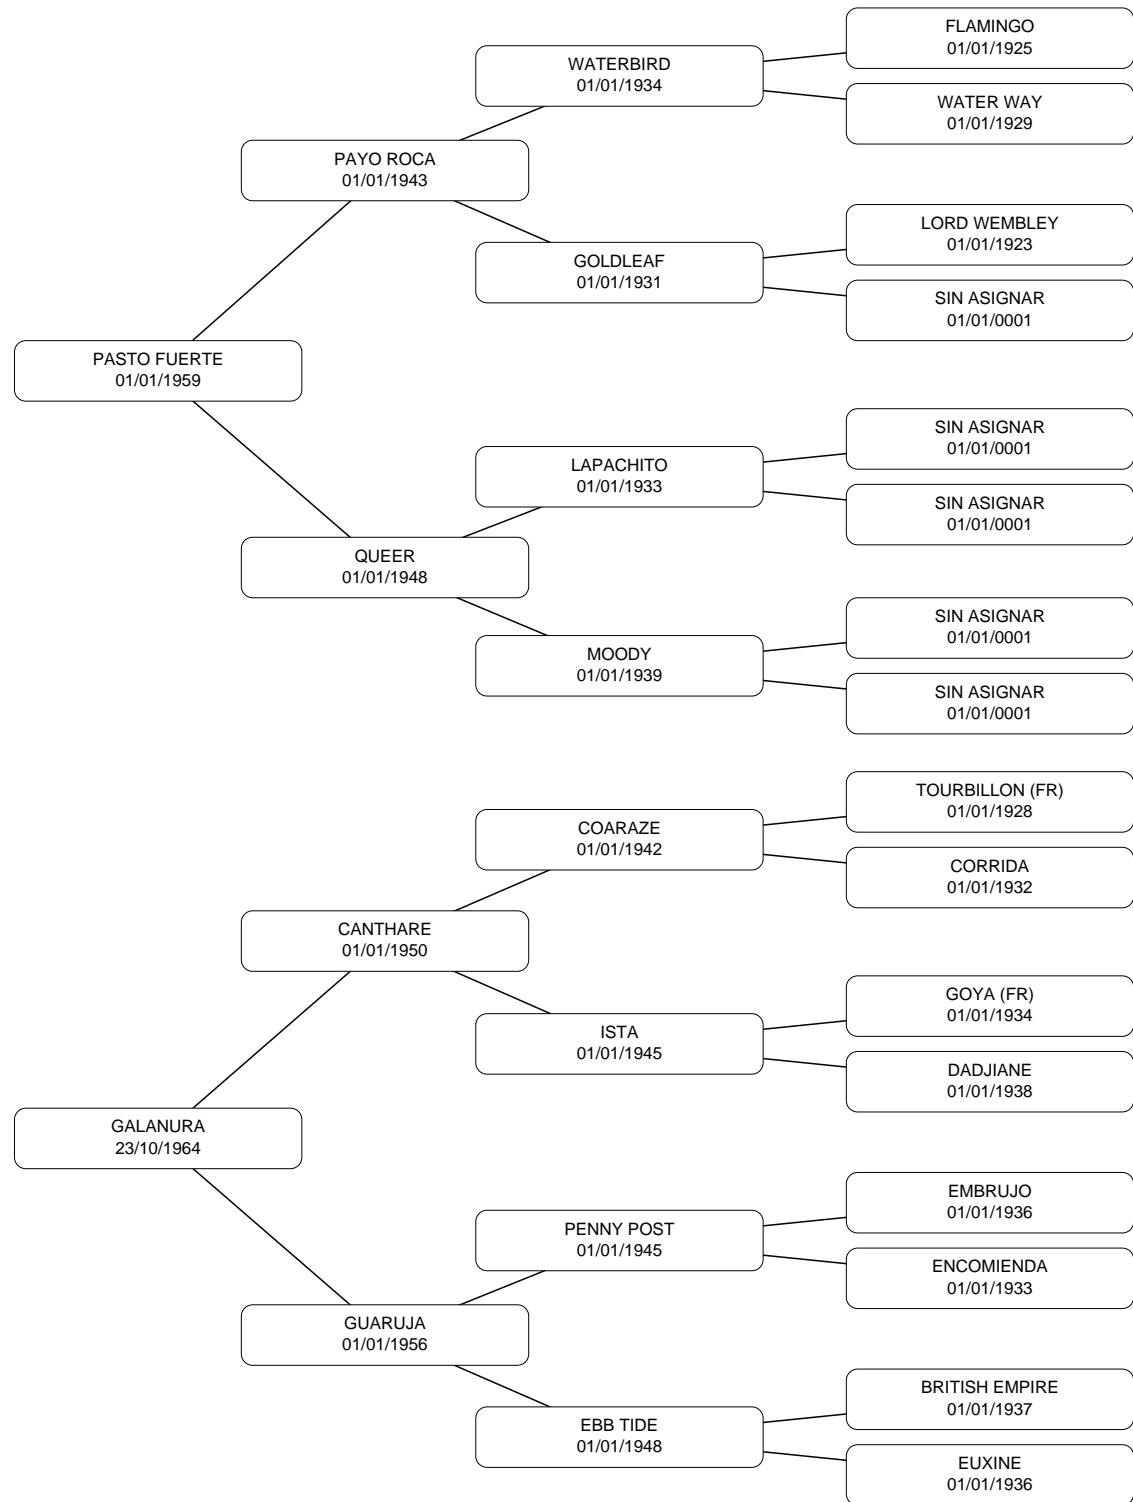 FLAMINGO
01/01/1925
WATERBIRD
01/01/1934
WATER WAY
01/01/1929
PAYO ROCA
01/01/1943
LORD WEMBLEY
01/01/1923
GOLDLEAF
01/01/1931
SIN ASIGNAR
01/01/0001
PASTO FUERTE
01/01/1959
SIN ASIGNAR
01/01/0001
LAPACHITO
01/01/1933
SIN ASIGNAR
01/01/0001
QUEER
01/01/1948
SIN ASIGNAR
01/01/0001
MOODY
01/01/1939
SIN ASIGNAR
01/01/0001
TOURBILLON (FR)
01/01/1928
COARAZE
01/01/1942
CORRIDA
01/01/1932
CANTHARE
01/01/1950
GOYA (FR)
01/01/1934
ISTA
01/01/1945
DADJIANE
01/01/1938
GALANURA
23/10/1964
EMBRUJO
01/01/1936
PENNY POST
01/01/1945
ENCOMIENDA
01/01/1933
GUARUJA
01/01/1956
BRITISH EMPIRE
01/01/1937
EBB TIDE
01/01/1948
EUXINE
01/01/1936